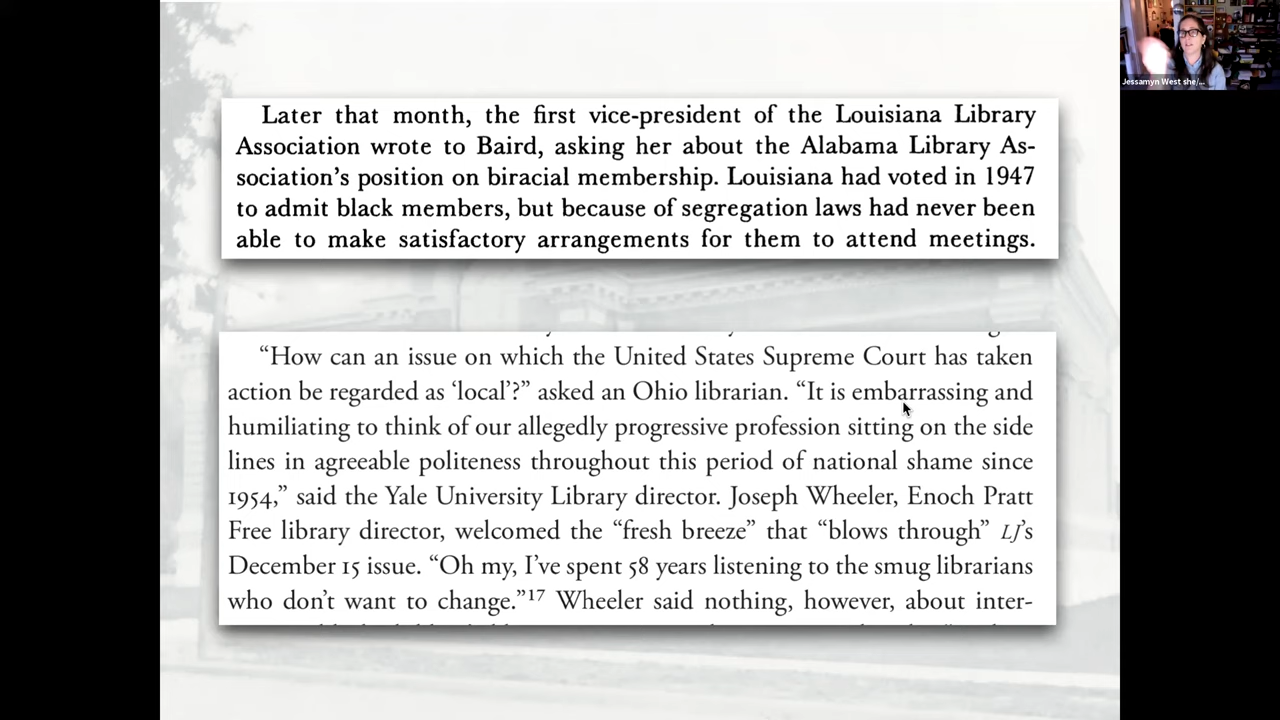 Jessamyn West she/...
Later that month, the first vice-president of the Louisiana Library
Association wrote to Baird, asking her about the Alabama Library As-
sociation's position on biracial membership. Louisiana had voted in 1947
to admit black members, but because of segregation laws had never been
able to make satisfactory arrangements for them to attend meetings.
“How can an issue on which the United States Supreme Court has taken
action be regarded as ‘local’?” asked an Ohio librarian. “It is embarrassing and
humiliating to think of our allegedly progressive profession sitting on the side
lines in agreeable politeness throughout this period of national shame since
1954,” said the Yale University Library director. Joseph Wheeler, Enoch Pratt
Free library director, welcomed the “fresh breeze” that “blows through” LJ’s
December 15 issue. “Oh my, I’ve spent 58 years listening to the smug librarians
who don’t want to change.”17 Wheeler said nothing, however, about inter-